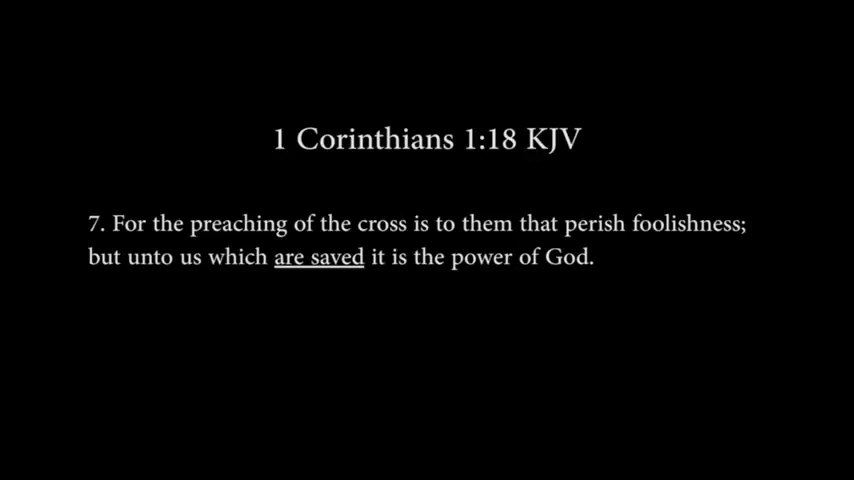 1 Corinthians 1:18 KJV
7. For the preaching of the cross is to them that perish foolishness;
but unto us which are saved it is the power of God.